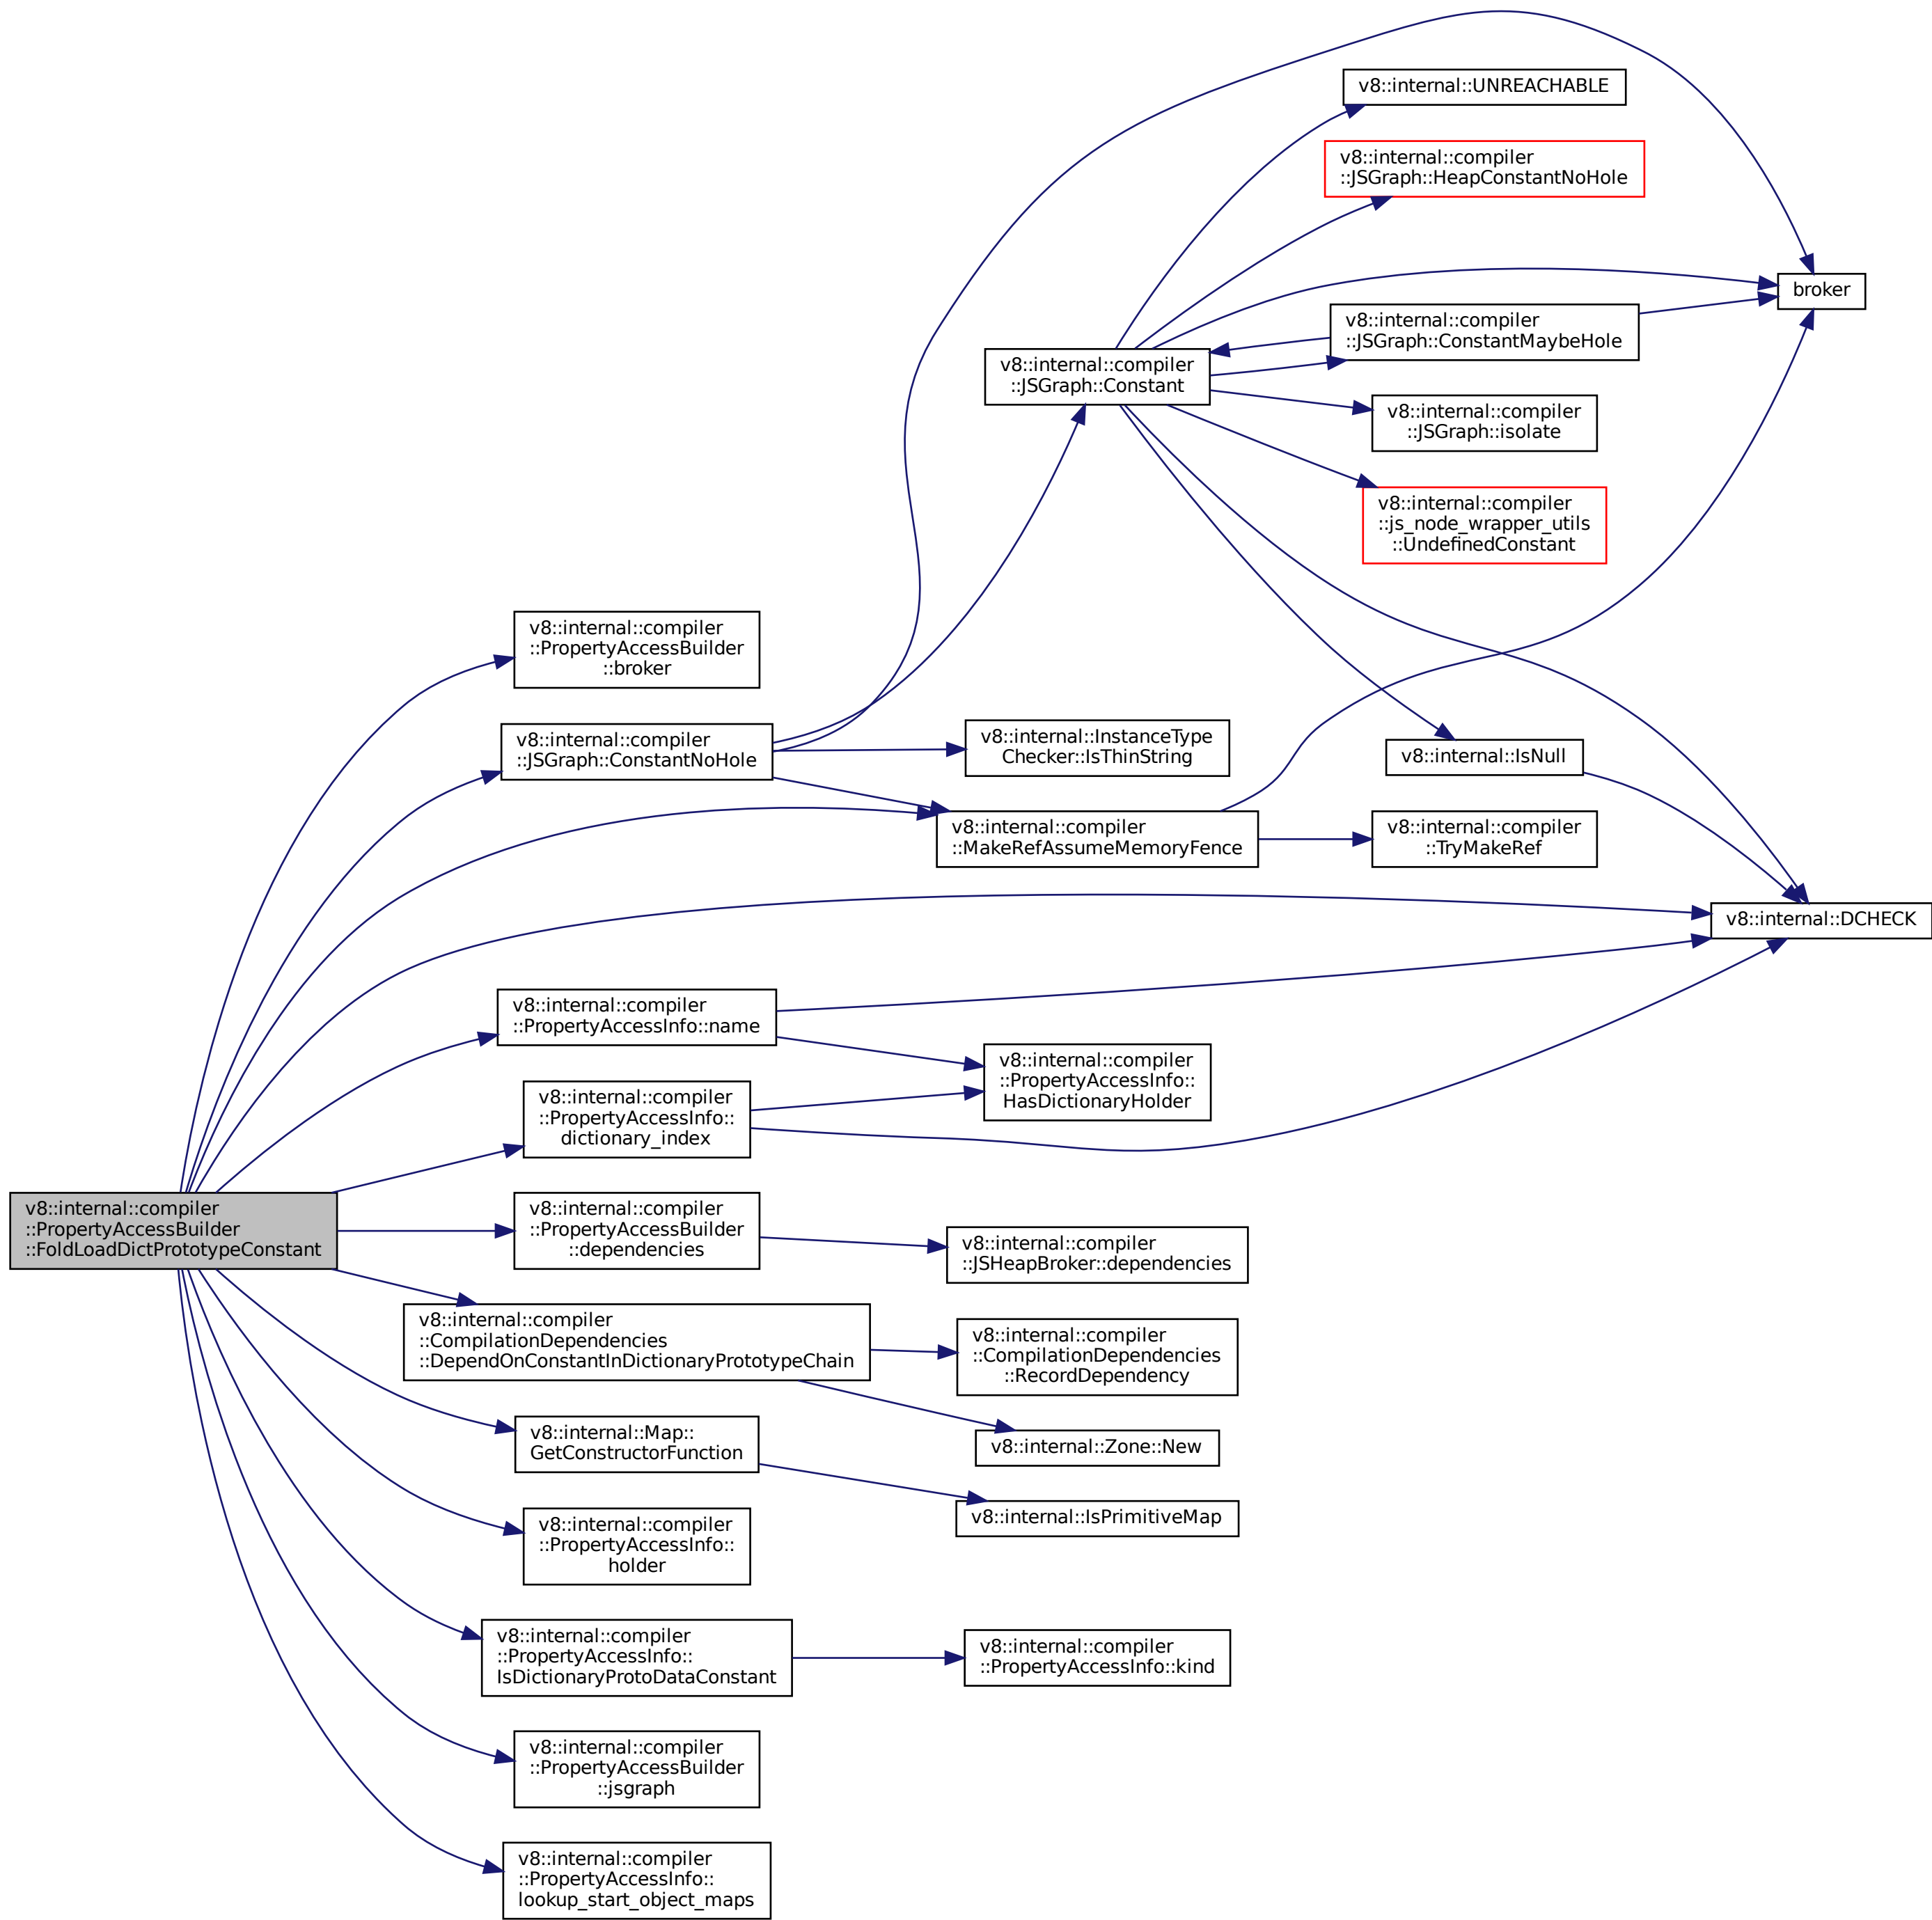 v8::internal::UNREACHABLE
v8::internal::compiler
::JSGraph::HeapConstantNoHole
broker
v8::internal::compiler
::JSGraph::ConstantMaybeHole
v8::internal::compiler
::JSGraph::Constant
v8::internal::compiler
::JSGraph::isolate
v8::internal::compiler
::js_node_wrapper_utils
::UndefinedConstant
v8::internal::compiler
::PropertyAccessBuilder
::broker
v8::internal::compiler
::JSGraph::ConstantNoHole
v8::internal::InstanceType
Checker::IsThinString
v8::internal::IsNull
v8::internal::compiler
::MakeRefAssumeMemoryFence
v8::internal::compiler
::TryMakeRef
v8::internal::DCHECK
v8::internal::compiler
::PropertyAccessInfo::name
v8::internal::compiler
::PropertyAccessInfo::
HasDictionaryHolder
v8::internal::compiler
::PropertyAccessInfo::
dictionary_index
v8::internal::compiler
::PropertyAccessBuilder
::FoldLoadDictPrototypeConstant
v8::internal::compiler
::PropertyAccessBuilder
::dependencies
v8::internal::compiler
::JSHeapBroker::dependencies
v8::internal::compiler
::CompilationDependencies
::DependOnConstantInDictionaryPrototypeChain
v8::internal::compiler
::CompilationDependencies
::RecordDependency
v8::internal::Zone::New
v8::internal::Map::
GetConstructorFunction
v8::internal::IsPrimitiveMap
v8::internal::compiler
::PropertyAccessInfo::
holder
v8::internal::compiler
::PropertyAccessInfo::
IsDictionaryProtoDataConstant
v8::internal::compiler
::PropertyAccessInfo::kind
v8::internal::compiler
::PropertyAccessBuilder
::jsgraph
v8::internal::compiler
::PropertyAccessInfo::
lookup_start_object_maps